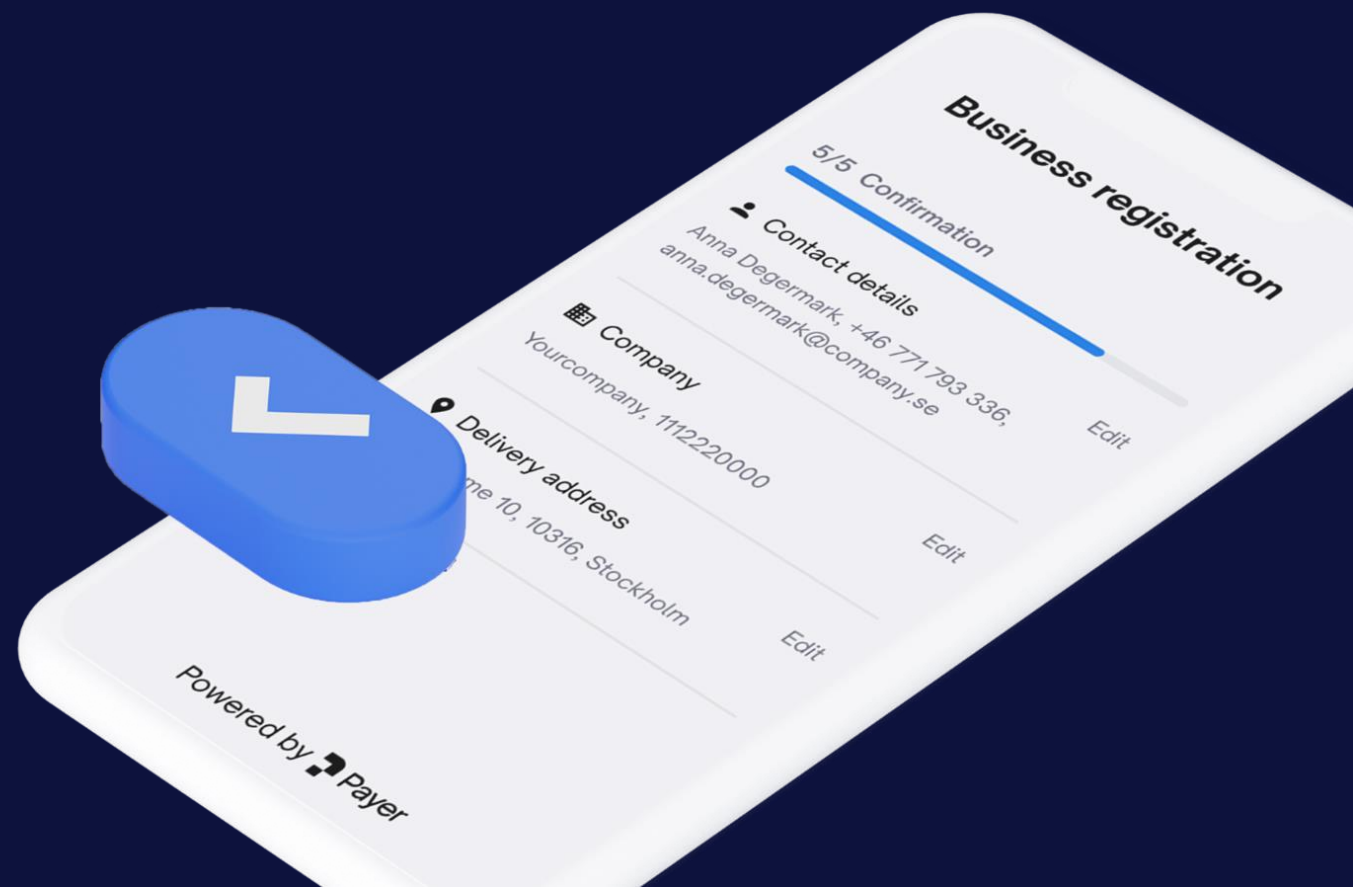 Business registration
5/5 Confirmation
Contact details
Anna Degermark, +46 771 793 336,
anna.degermark@company.se
Edit
Company
Yourcompany, 1112220000
Edit
Delivery address
10, 10316, Stockholm
Edit
Powered by Payer